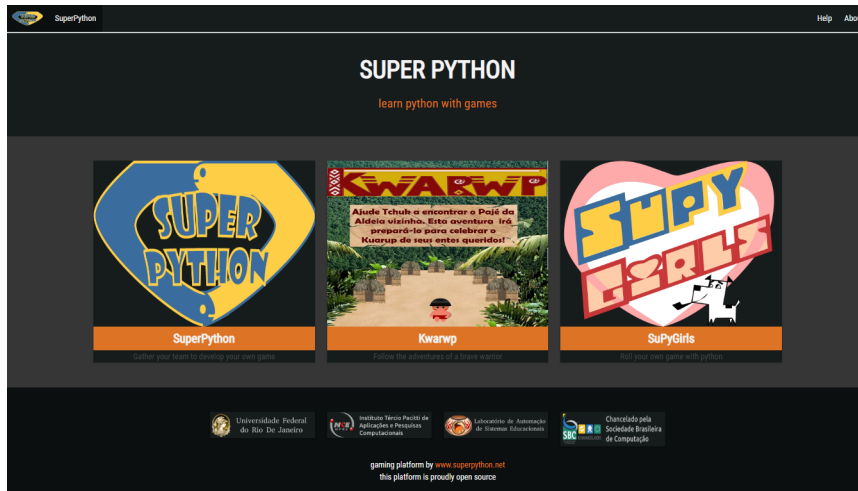 SuperPython
Help
Abo
SUPER PYTHON
learn python with games
SUPER
PYTHON
SuperPython
Gather your team to develop your own game
KWARWP
Ajude Tchuk a encontrar o Pajé da
Aldeia vizinha. Esta aventura irá
prepará-lo para celebrar o
Kuarup de seus entes queridos!
Kwarwp
Follow the adventures of a brave warrior
SUPY
GIRLS
SuPyGirls
Roll your own game with python
Universidade Federal
do Rio De Janeiro
NCE
Instituto Tércio Pacitti de
Aplicações e Pesquisas
Computacionais
Laboratório de Automação
de Sistemas Educacionais
SBC
Chancelado pela
Sociedade Brasileira
de Computação
gaming platform by www.superpython.net
this platform is proudly open source